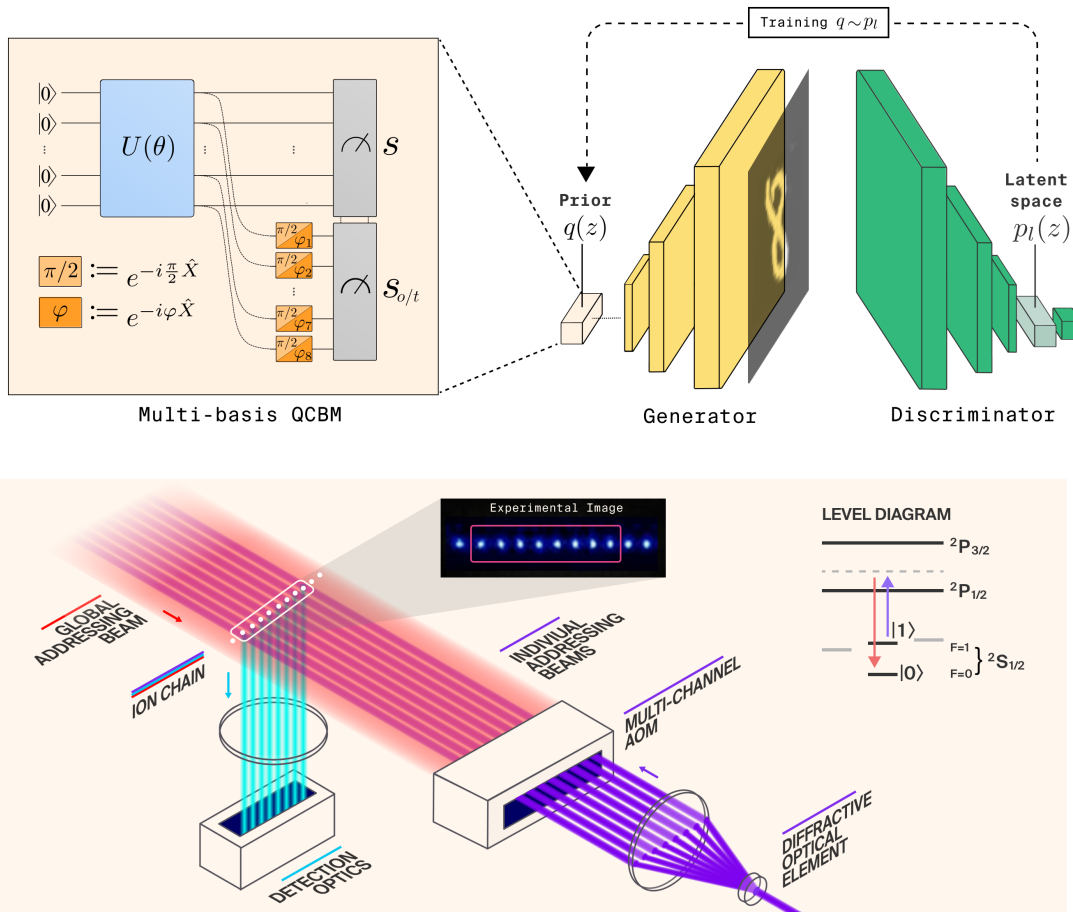 Training q∼p_l
|0⟩
|0⟩
⋮
|0⟩
|0⟩
U(θ)
⋮
⋮
s
π/2 φ₁
π/2 φ₂
⋮
π/2 φ₇
π/2 φ₈
s_{o/t}
π/2 := e^{-i\frac{π}{2}X̂}
φ := e^{-iφX̂}
Multi-basis QCBM
Prior
q(z)
Generator
Latent
space
p_l(z)
Discriminator
Experimental Image
GLOBAL
ADDRESSING
BEAM
ION CHAIN
DETECTION
OPTICS
INDIVIUAL
ADDRESSING
BEAMS
MULTI-CHANNEL
AOM
DIFFRACTIVE
OPTICAL
ELEMENT
LEVEL DIAGRAM
²P₃/₂
²P₁/₂
|1⟩
F=1
F=0
} ²S₁/₂
|0⟩